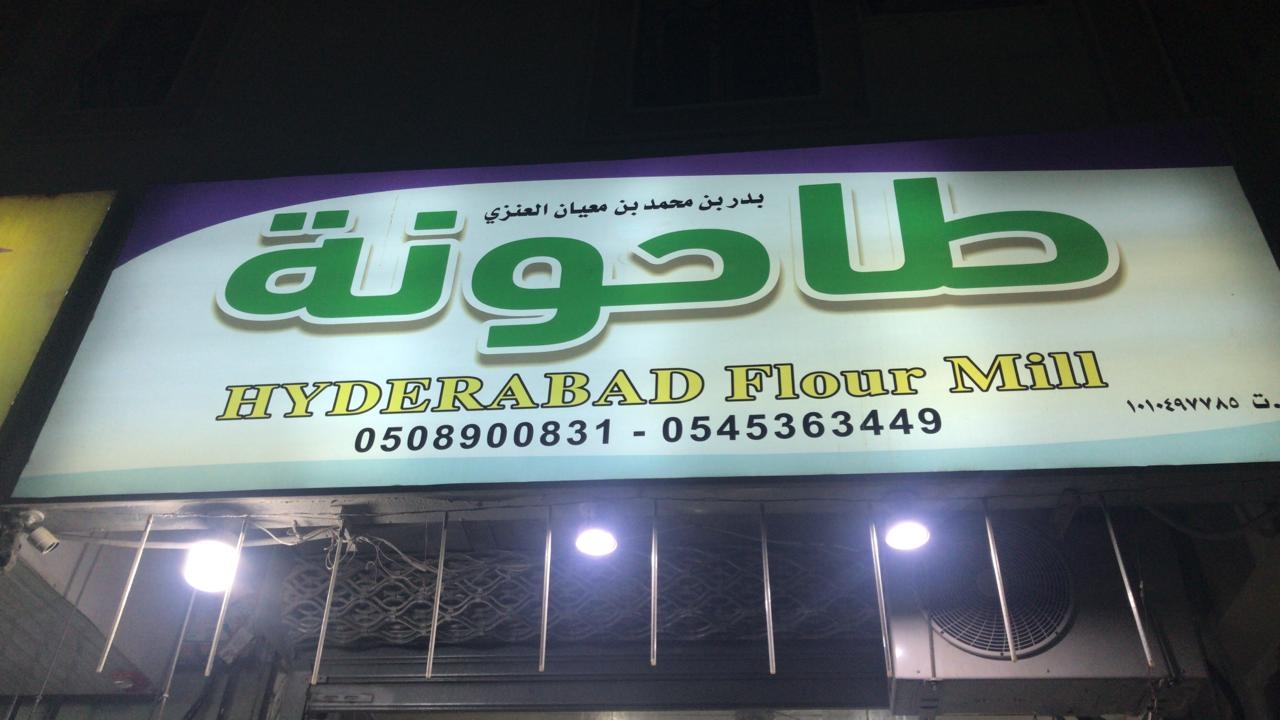 بدر بن محمد بن معيان العنزي
طاحونة
HYDERABAD Flour Mill
0508900831 - 0545363449
ت ١٠١٠٤٩٧٧٨٥